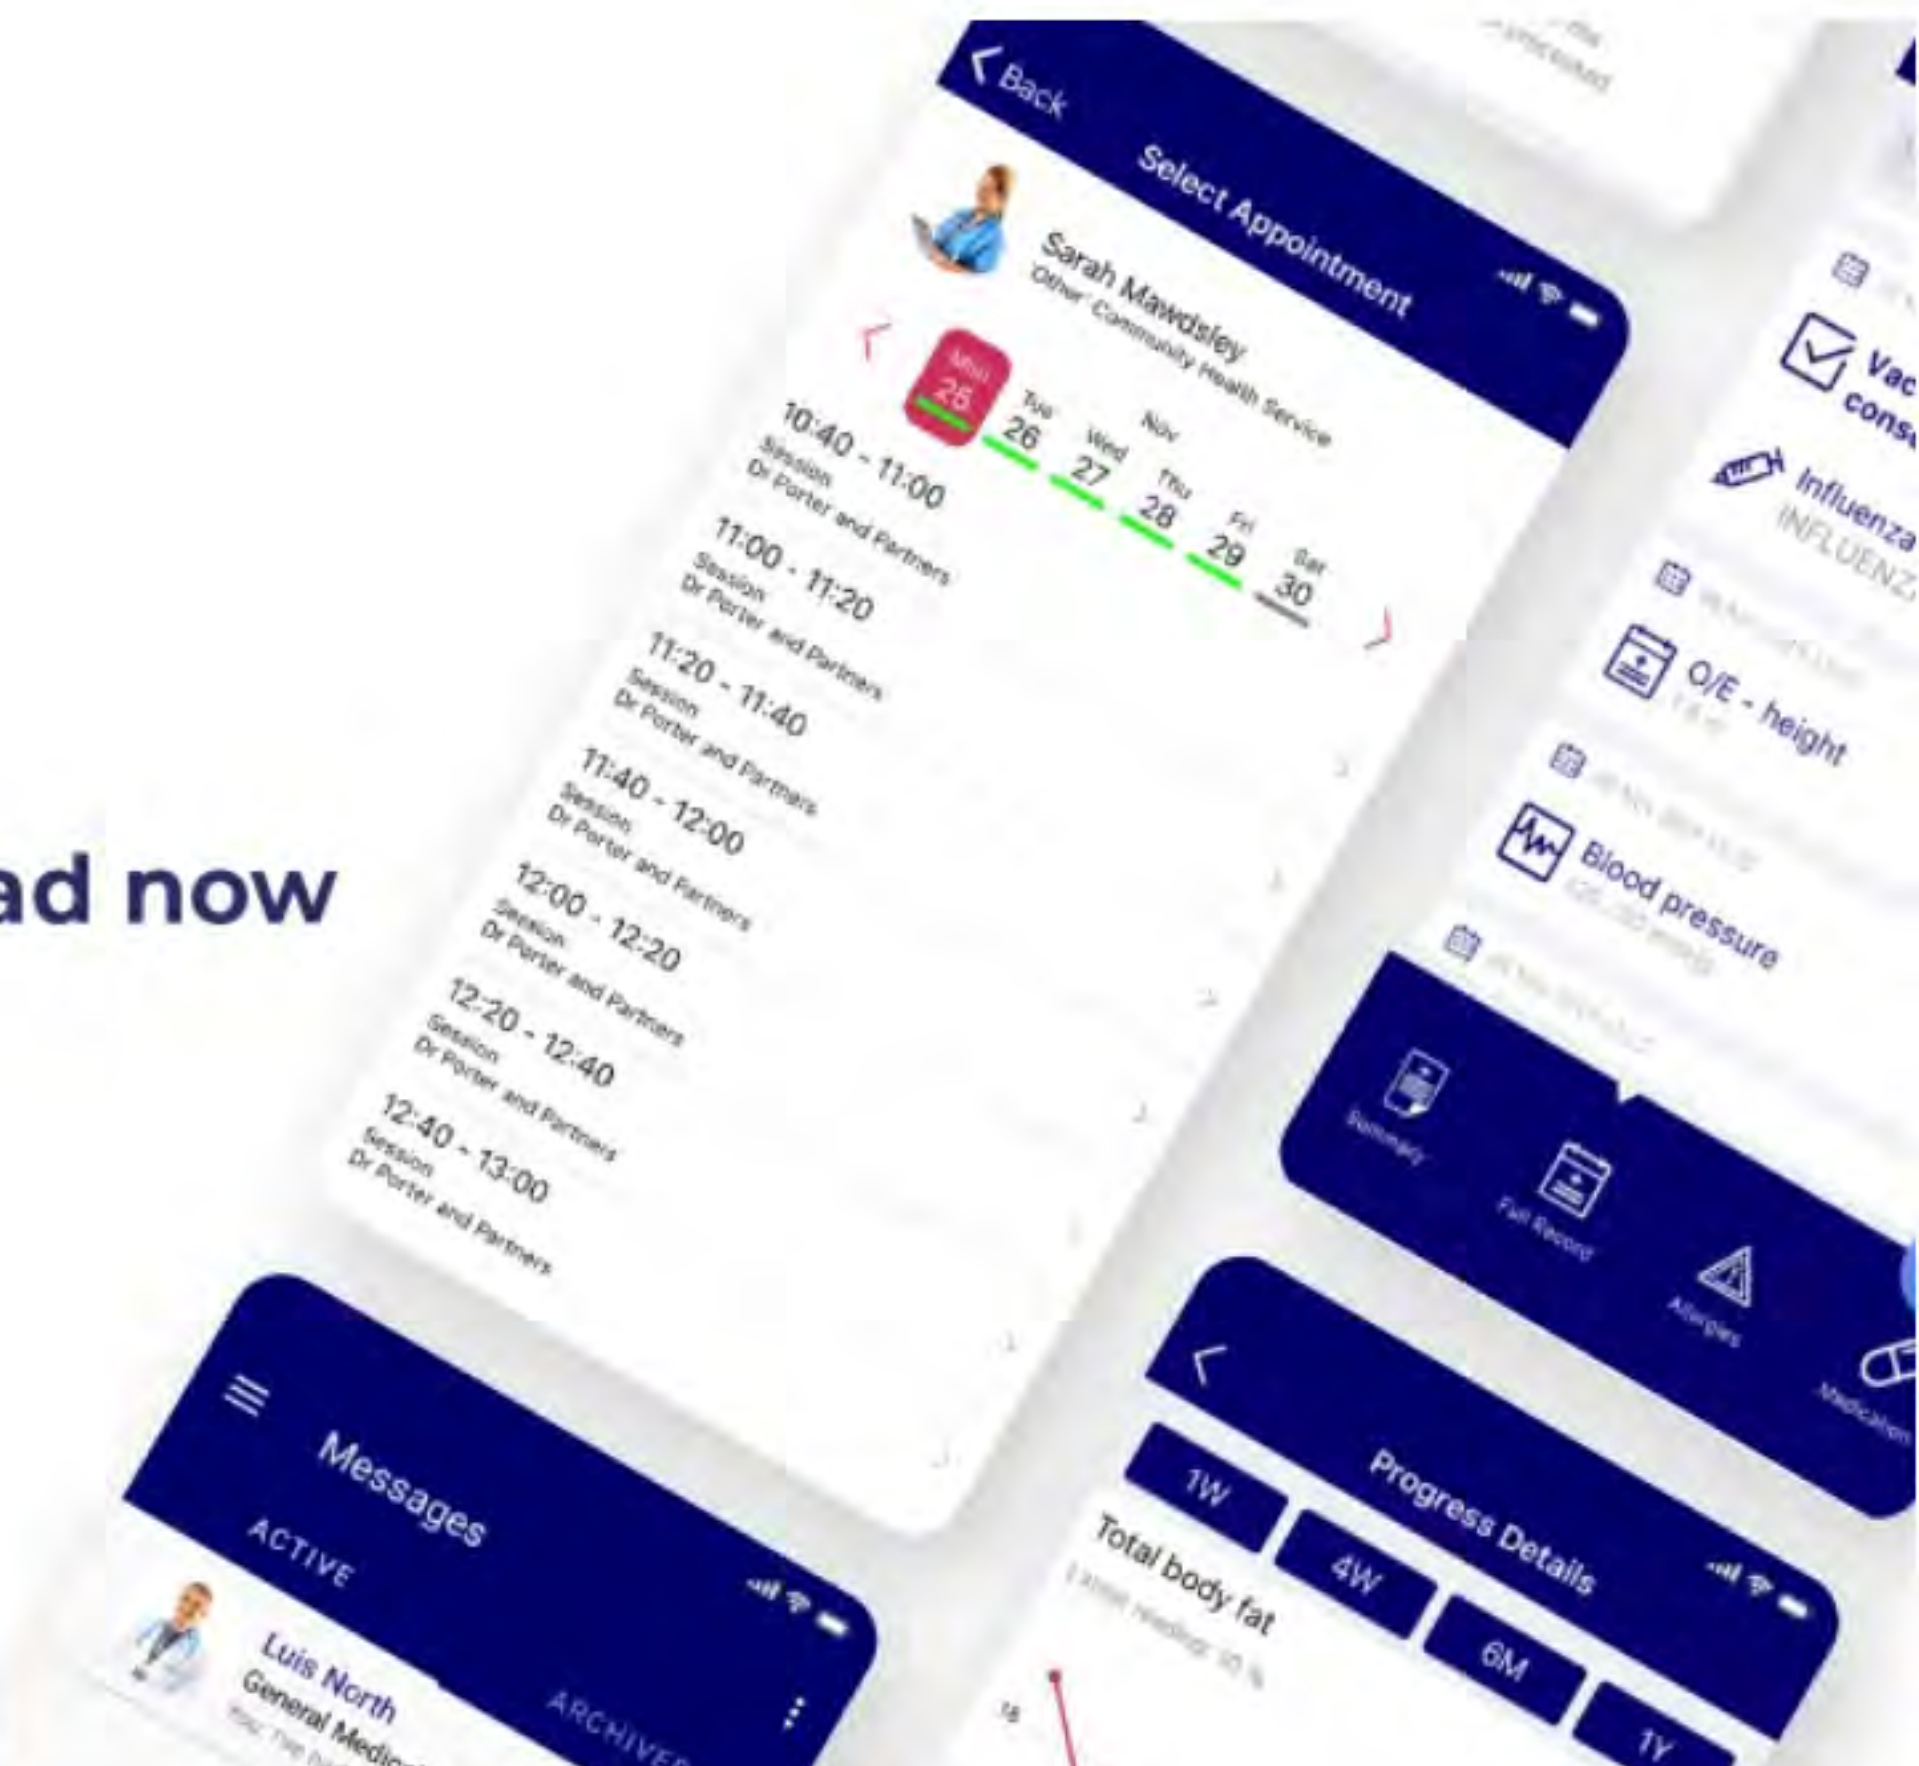 ad now
Back
Select Appointment
Sarah Mawdsley
'Other' Community Health Service
Nov
Mon Tue Wed Thu Fri Sat
25 26 27 28 29 30
10:40 - 11:00
Session
Dr Porter and Partners
11:00 - 11:20
Session
Dr Porter and Partners
11:20 - 11:40
Session
Dr Porter and Partners
11:40 - 12:00
Session
Dr Porter and Partners
12:00 - 12:20
Session
Dr Porter and Partners
12:20 - 12:40
Session
Dr Porter and Partners
12:40 - 13:00
Session
Dr Porter and Partners
Vac
cons
Influenza
INFLUENZ
O/E - height
Blood pressure
Summary
Full Record
Allergies
Medication
Messages
ACTIVE
ARCHIVE
Luis North
General Medic
Progress Details
1W
4W
6M
1Y
Total body fat
18